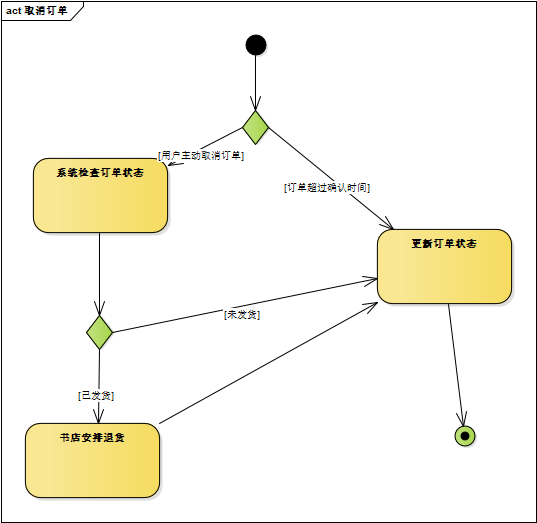 act 取消订单
[用户主动取消订单]
系统检查订单状态
[订单超过确认时间]
更新订单状态
[未发货]
[已发货]
书店安排退货